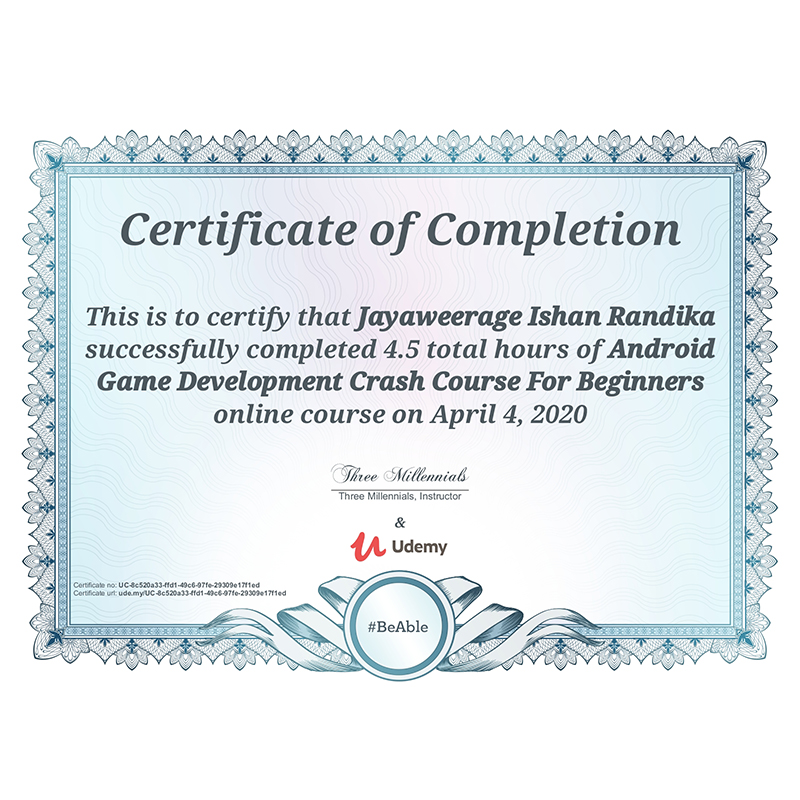 Certificate of Completion
This is to certify that Jayaweerage Ishan Randika
successfully completed 4.5 total hours of Android
Game Development Crash Course For Beginners
online course on April 4, 2020
Three Millennials
Three Millennials, Instructor
&
Udemy
Certificate no: UC-8c520a33-ffd1-49c6-97fe-29309e17f1ed
Certificate url: ude.my/UC-8c520a33-ffd1-49c6-97fe-29309e17f1ed
#BeAble